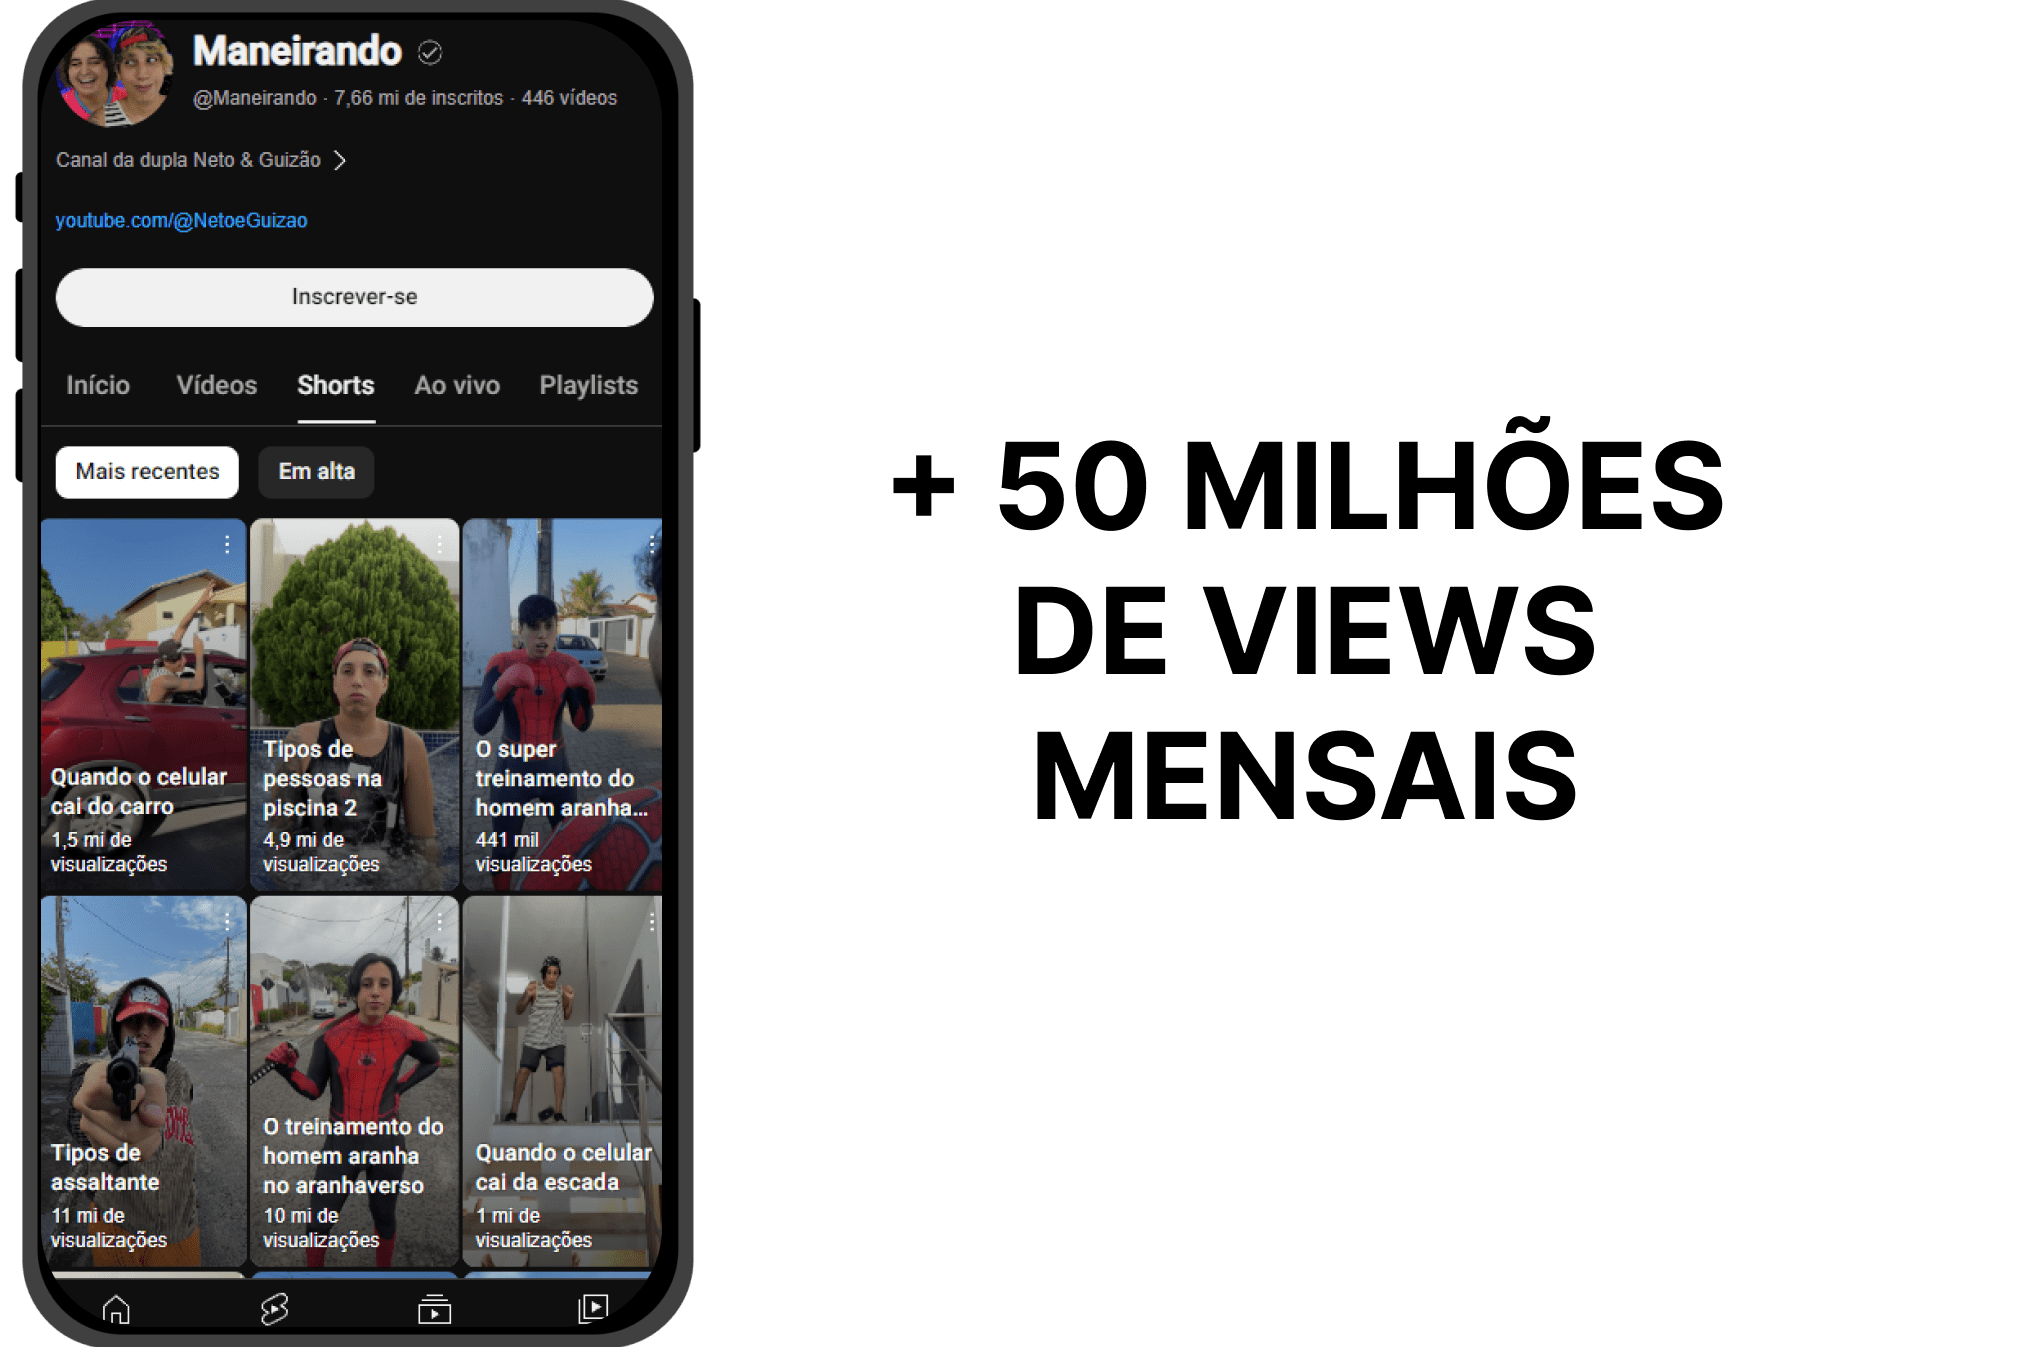 Maneirando
@Maneirando · 7,66 mi de inscritos · 446 vídeos
Canal da dupla Neto & Guizão
youtube.com/@NetoeGuizao
Inscrever-se
Início Vídeos Shorts Ao vivo Playlists
Mais recentes Em alta
Quando o celular
cai do carro
1,5 mi de
visualizações
Tipos de
pessoas na
piscina 2
4,9 mi de
visualizações
O super
treinamento do
homem aranha...
441 mil
visualizações
Tipos de
assaltante
11 mi de
visualizações
O treinamento do
homem aranha
no aranhaverso
10 mi de
visualizações
Quando o celular
cai da escada
1 mi de
visualizações
+ 50 MILHÕES
DE VIEWS
MENSAIS